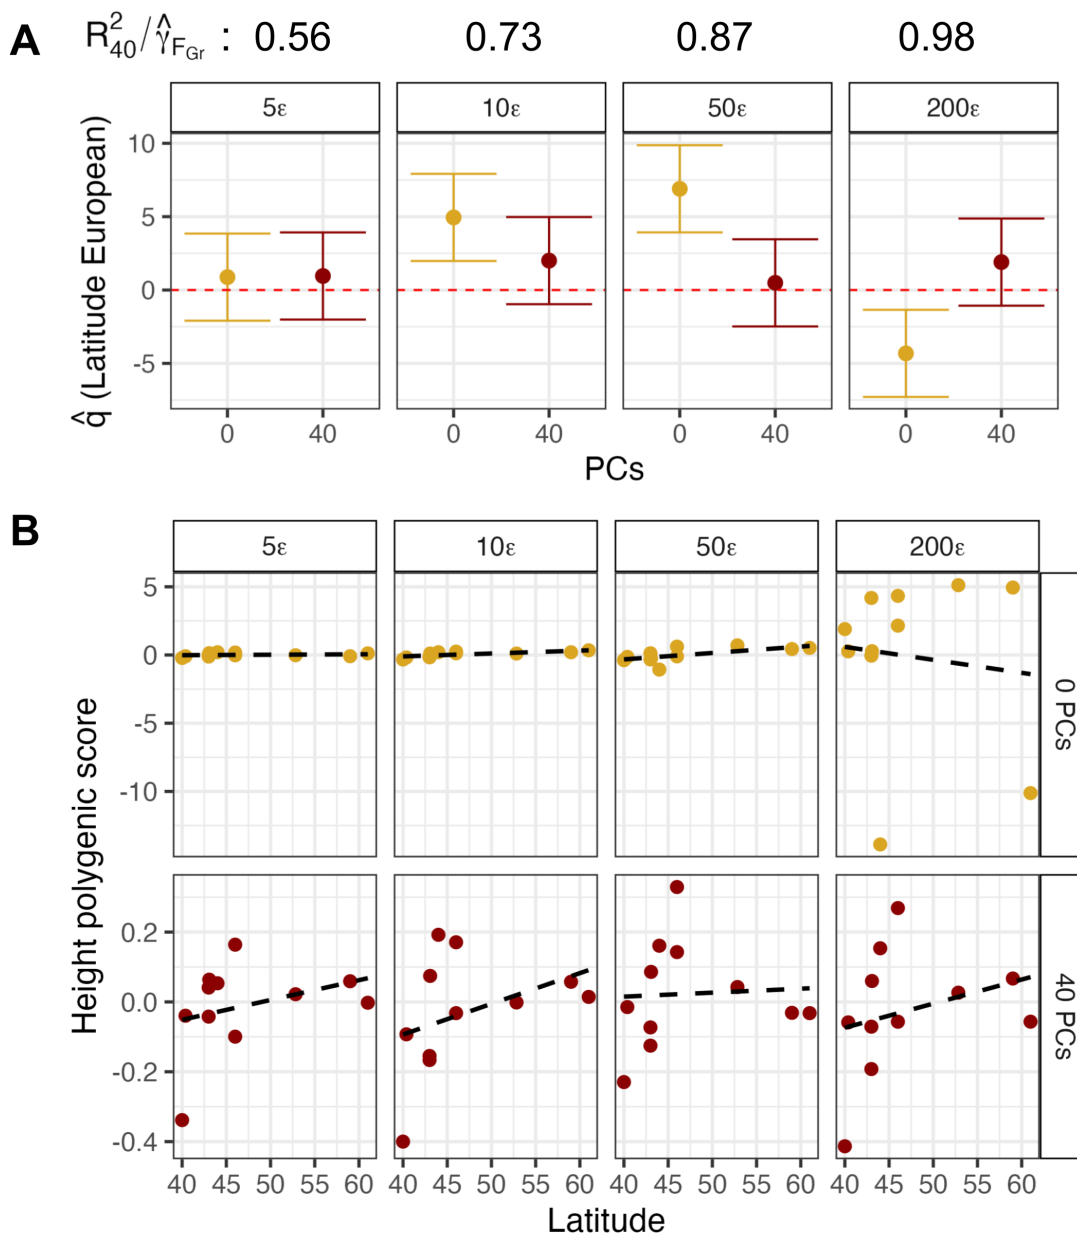 A
R²₄₀/γ̂_F_Gr : 0.56 0.73 0.87 0.98
5ε 10ε 50ε 200ε
q̂ (Latitude European)
10
5
0
-5
0 40 0 40 0 40 0 40
PCs
B
5ε 10ε 50ε 200ε
Height polygenic score
5
0
-5
-10
0 PCs
0.2
0.0
-0.2
-0.4
40 PCs
40 45 50 55 60 40 45 50 55 60 40 45 50 55 60 40 45 50 55 60
Latitude